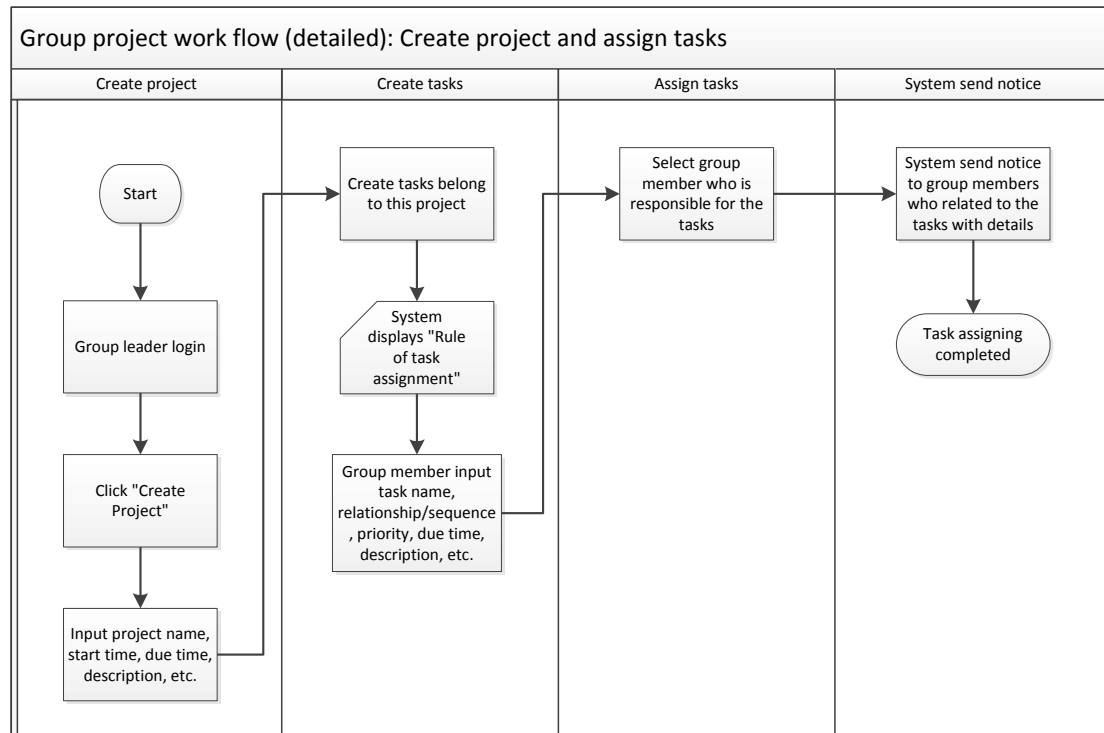 Group project work flow (detailed): Create project and assign tasks
Create project
Create tasks
Assign tasks
System send notice
Start
Group leader login
Click "Create
Project"
Input project name,
start time, due time,
description, etc.
Create tasks belong
to this project
System
displays "Rule
of task
assignment"
Group member input
task name,
relationship/sequence
, priority, due time,
description, etc.
Select group
member who is
responsible for the
tasks
System send notice
to group members
who related to the
tasks with details
Task assigning
completed